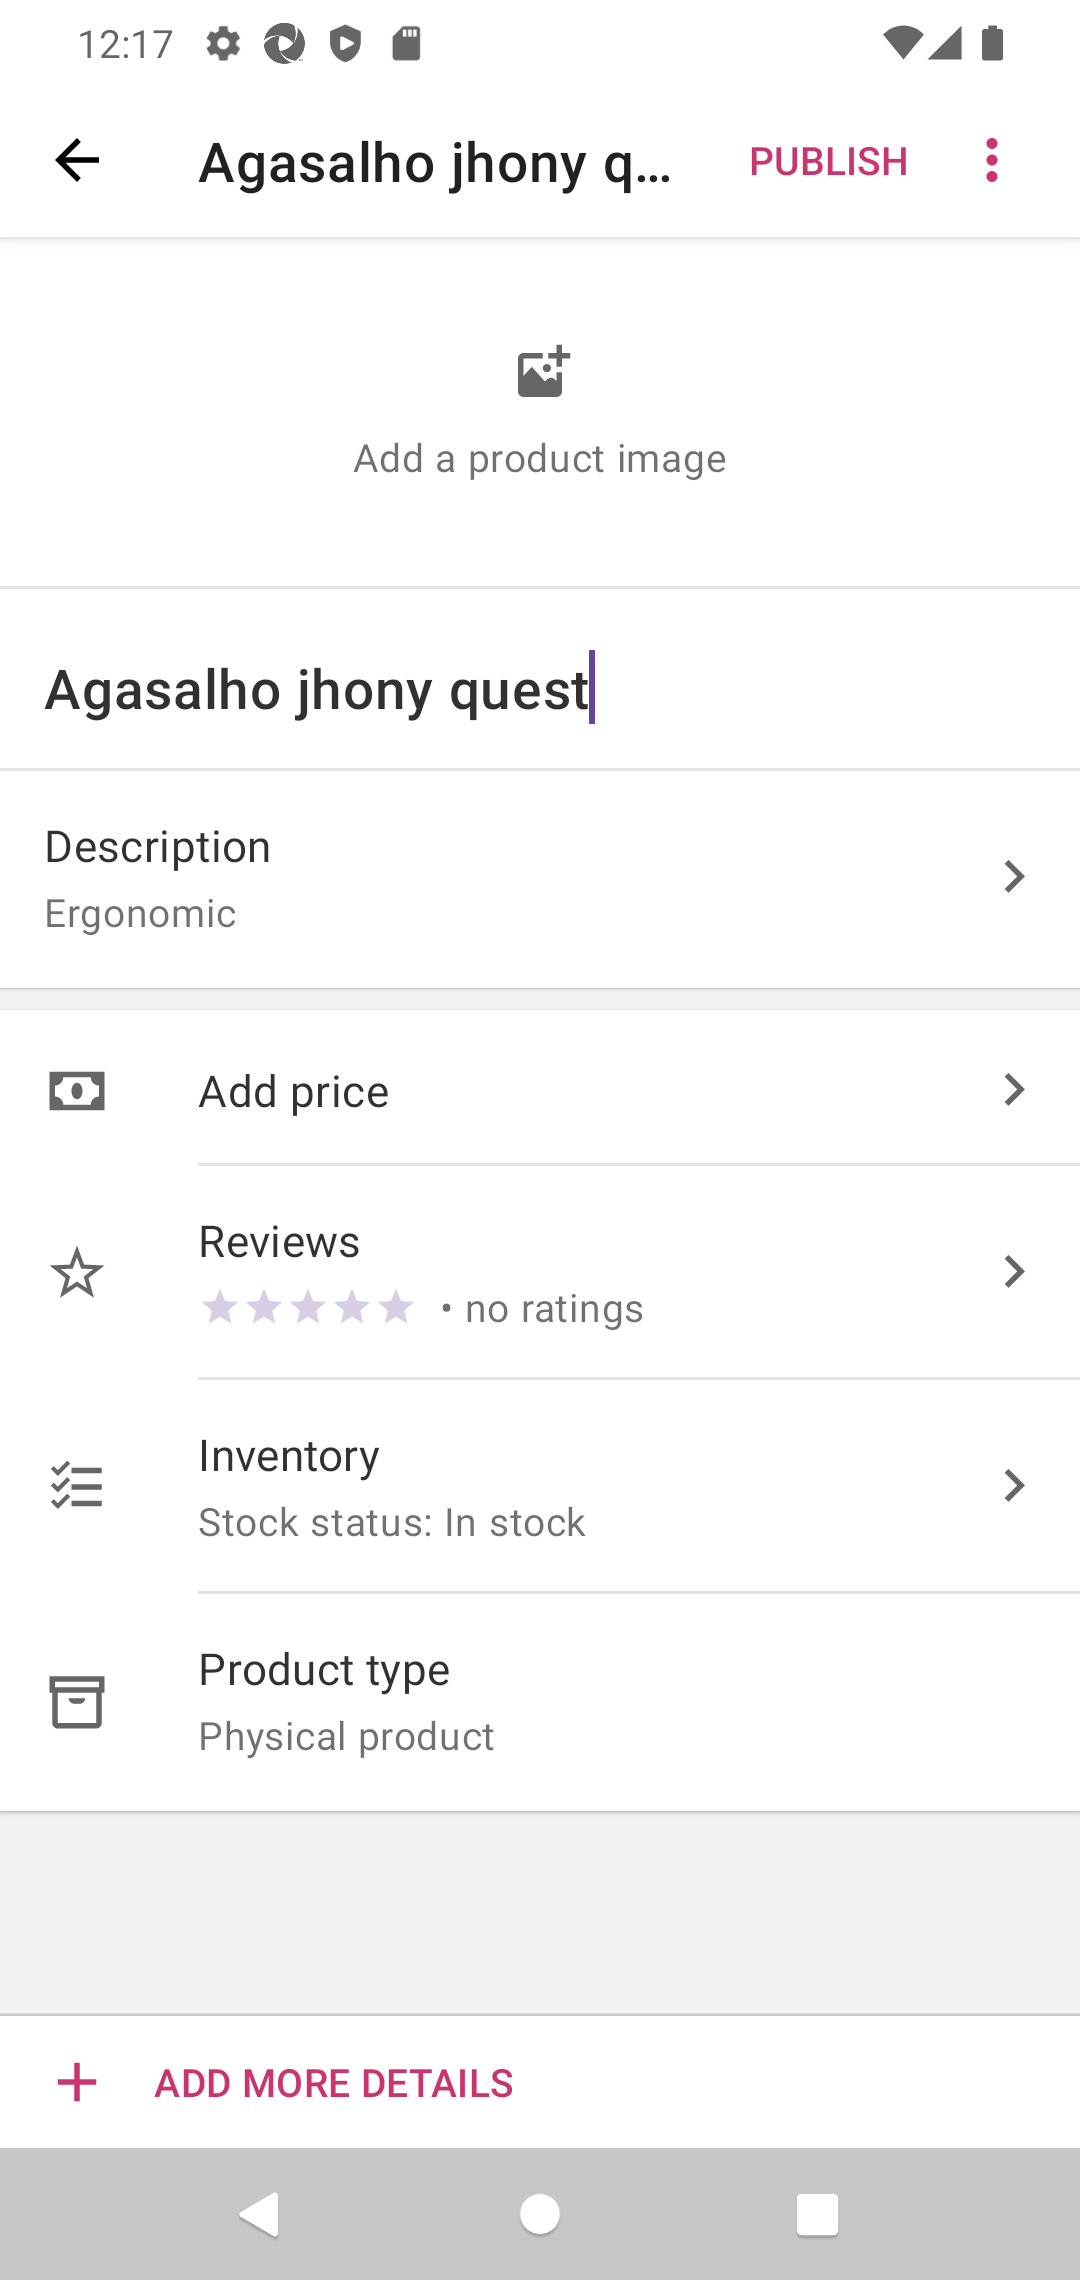 12:17
Agasalho jhony q...
PUBLISH
Add a product image
Agasalho jhony quest
Description
Ergonomic
Add price
Reviews
• no ratings
Inventory
Stock status: In stock
Product type
Physical product
ADD MORE DETAILS